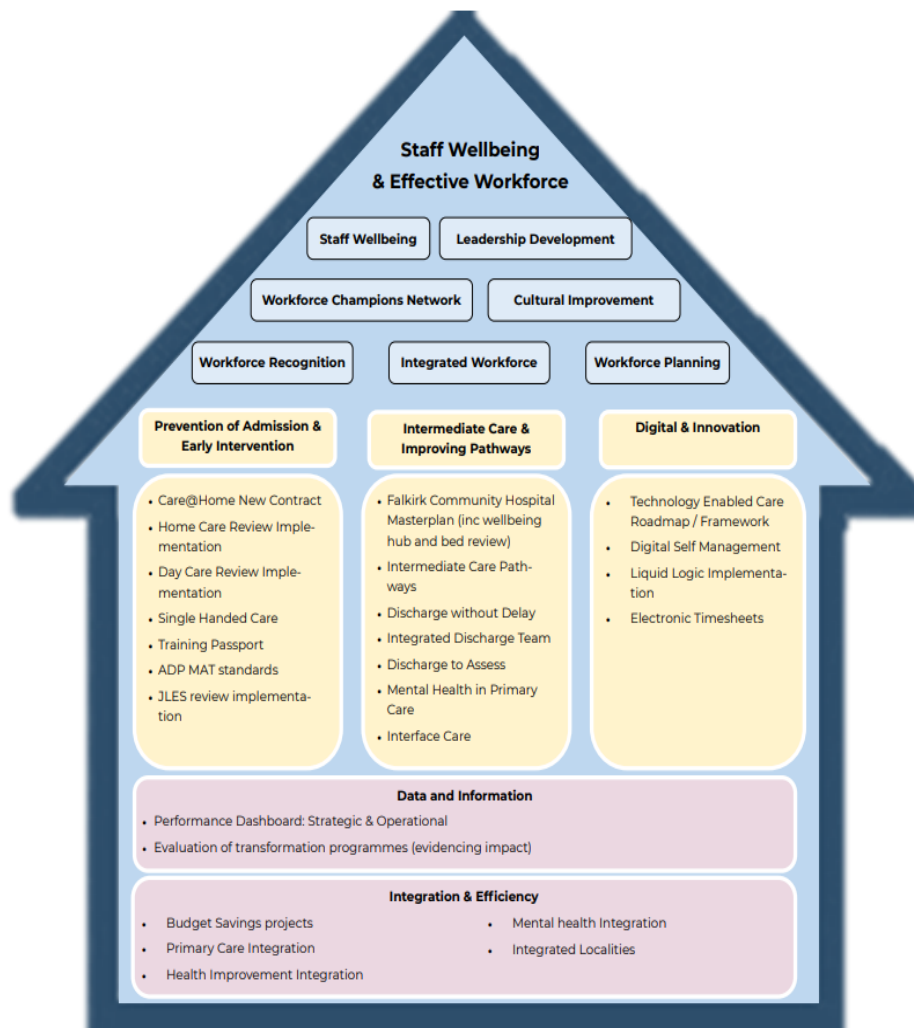 Staff Wellbeing
& Effective Workforce
Staff Wellbeing
Leadership Development
Workforce Champions Network
Cultural Improvement
Workforce Recognition
Integrated Workforce
Workforce Planning
Prevention of Admission &
Early Intervention
• Care@Home New Contract
• Home Care Review Imple-
mentation
• Day Care Review Imple-
mentation
• Single Handed Care
• Training Passport
• ADP MAT standards
• JLES review implementa-
tion
Intermediate Care &
Improving Pathways
• Falkirk Community Hospital
Masterplan (inc wellbeing
hub and bed review)
• Intermediate Care Path-
ways
• Discharge without Delay
• Integrated Discharge Team
• Discharge to Assess
• Mental Health in Primary
Care
• Interface Care
Digital & Innovation
• Technology Enabled Care
Roadmap / Framework
• Digital Self Management
• Liquid Logic Implementa-
tion
• Electronic Timesheets
Data and Information
• Performance Dashboard: Strategic & Operational
• Evaluation of transformation programmes (evidencing impact)
Integration & Efficiency
• Budget Savings projects
• Primary Care Integration
• Health Improvement Integration
• Mental health Integration
• Integrated Localities